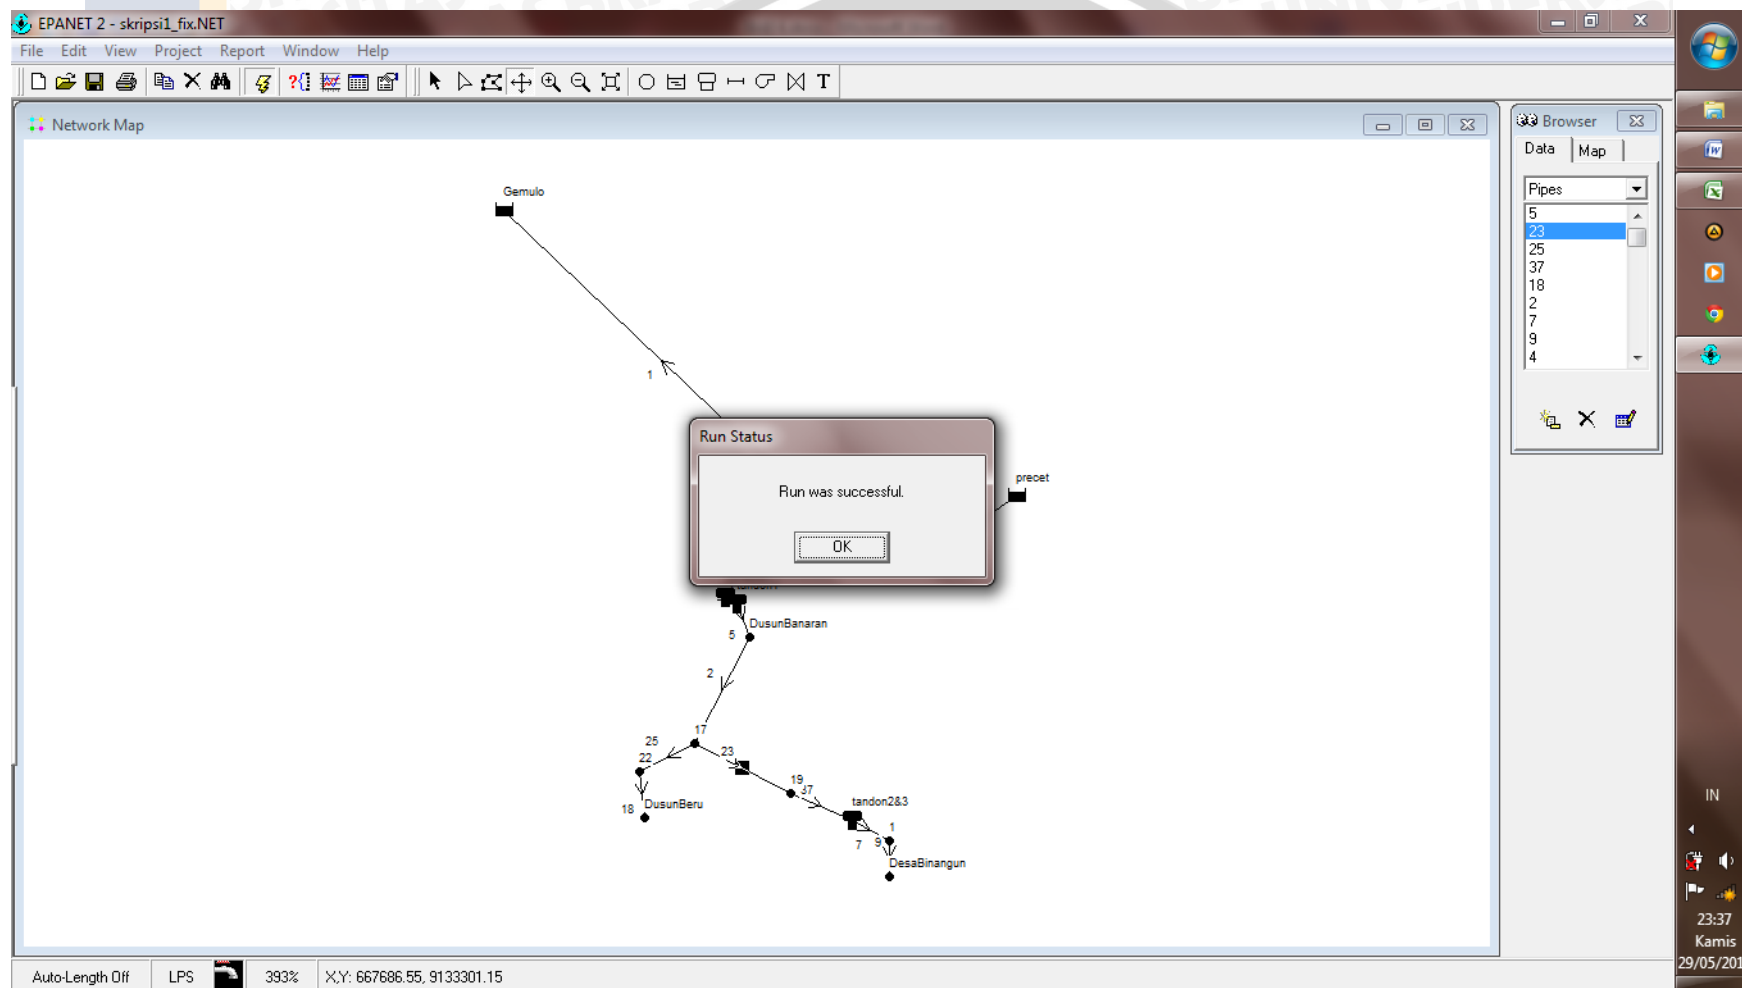 EPANET 2 - skripsi1_fix.NET
File Edit View Project Report Window Help
T
Network Map
Browser
Data Map
Pipes
5
23
25
37
18
2
7
9
4
Gemulo
1
Run Status
Run was successful.
OK
precet
DusunBanaran
5
2
17
25
23
22
19
37
18 DusunBeru
tandon2&3
1
7 9
DesaBinangun
IN
23:37
Kamis
29/05/201
Auto-Length Off LPS 393% X,Y: 667686.55, 9133301.15